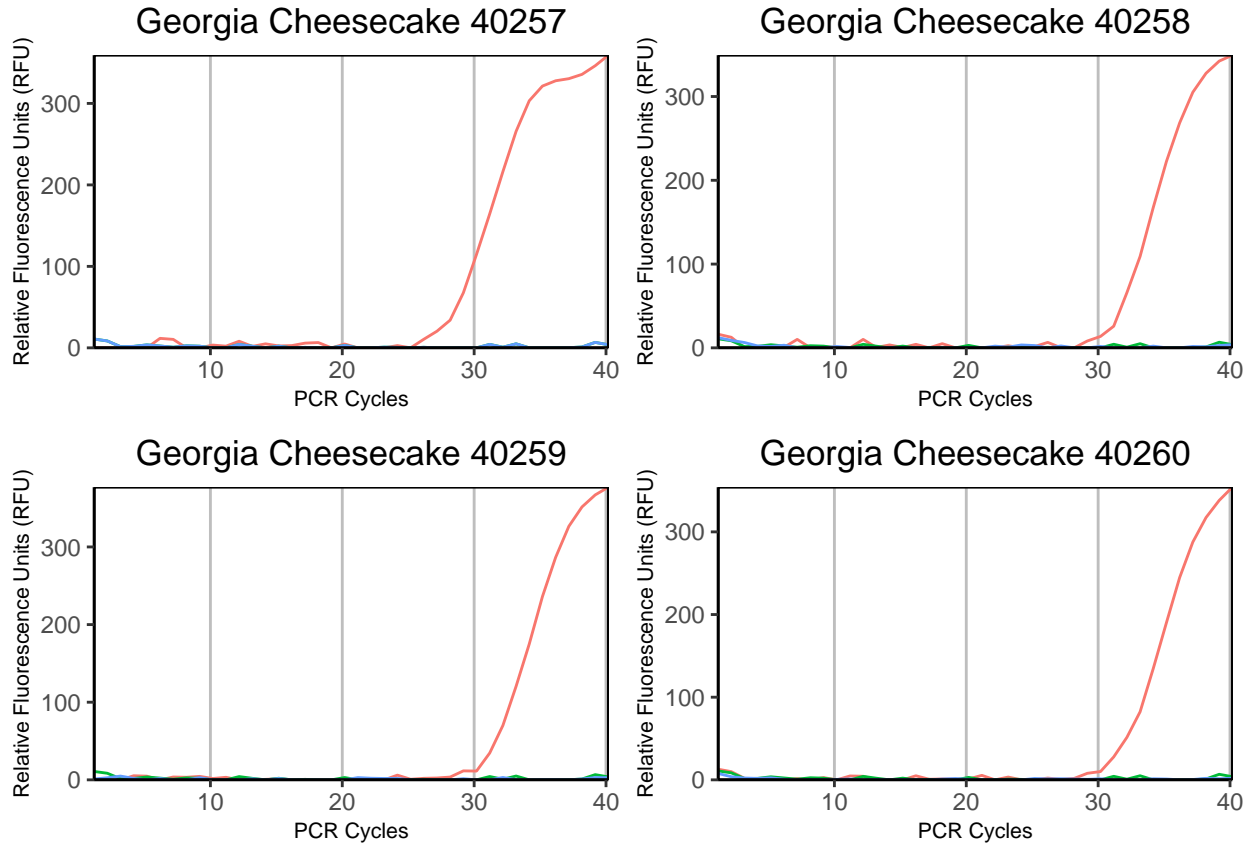 Georgia Cheesecake 40257
Relative Fluorescence Units (RFU)
300
200
100
0
10
20
30
40
PCR Cycles
Georgia Cheesecake 40258
Relative Fluorescence Units (RFU)
300
200
100
0
10
20
30
40
PCR Cycles
Georgia Cheesecake 40259
Relative Fluorescence Units (RFU)
300
200
100
0
10
20
30
40
PCR Cycles
Georgia Cheesecake 40260
Relative Fluorescence Units (RFU)
300
200
100
0
10
20
30
40
PCR Cycles